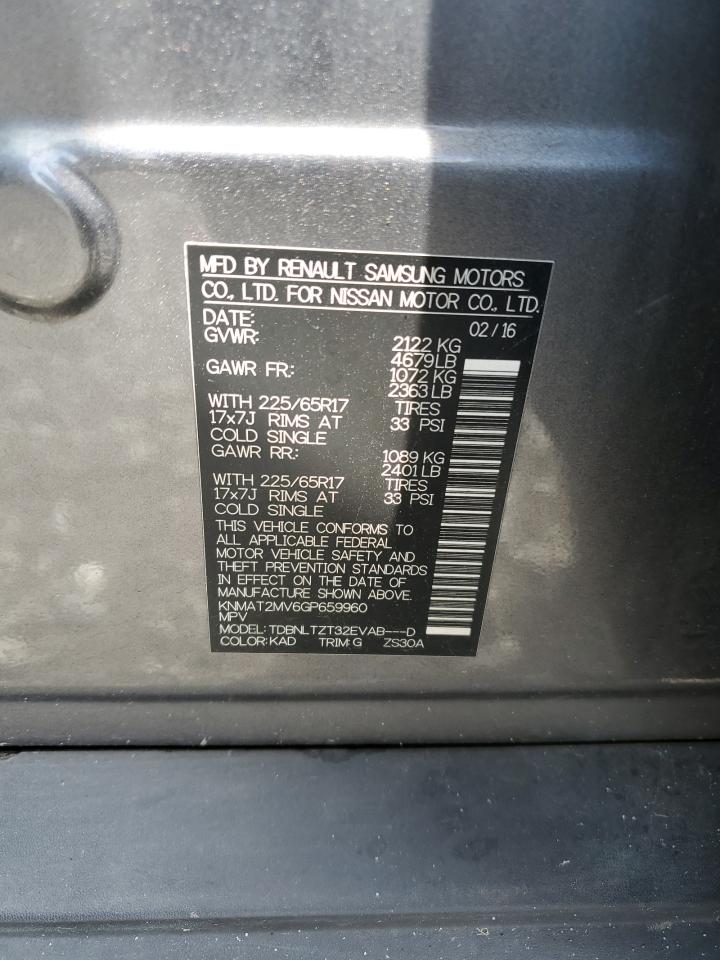 MFD BY RENAULT SAMSUNG MOTORS
CO., LTD. FOR NISSAN MOTOR CO., LTD.
DATE: 02/16
GVWR: 2122 KG
4679 LB
GAWR FR: 1072 KG
2363 LB
WITH 225/65R17 TIRES
17x7J RIMS AT 33 PSI
COLD SINGLE
GAWR RR: 1089 KG
2401 LB
WITH 225/65R17 TIRES
17x7J RIMS AT 33 PSI
COLD SINGLE
THIS VEHICLE CONFORMS TO
ALL APPLICABLE FEDERAL
MOTOR VEHICLE SAFETY AND
THEFT PREVENTION STANDARDS
IN EFFECT ON THE DATE OF
MANUFACTURE SHOWN ABOVE.
KNMAT2MV6GP659960
MPV
MODEL: TDBNLTZT32EVAB---D
COLOR: KAD TRIM: G ZS30A